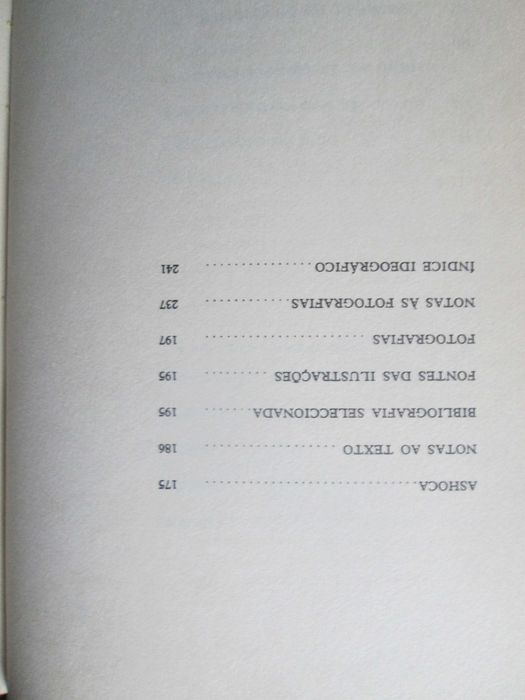 ASHOCA. . . . . . . . . . . . . . . . . . . . . . . . 175
NOTAS AO TEXTO . . . . . . . . . . . . . . . 186
BIBLIOGRAFIA SELECCIONADA. . . . . . 195
FONTES DAS ILUSTRAÇÕES . . . . . . . . 195
FOTOGRAFIAS . . . . . . . . . . . . . . . . . . 197
NOTAS ÀS FOTOGRAFIAS. . . . . . . . . . . 237
ÍNDICE IDEOGRÁFICO . . . . . . . . . . . . . . . 241